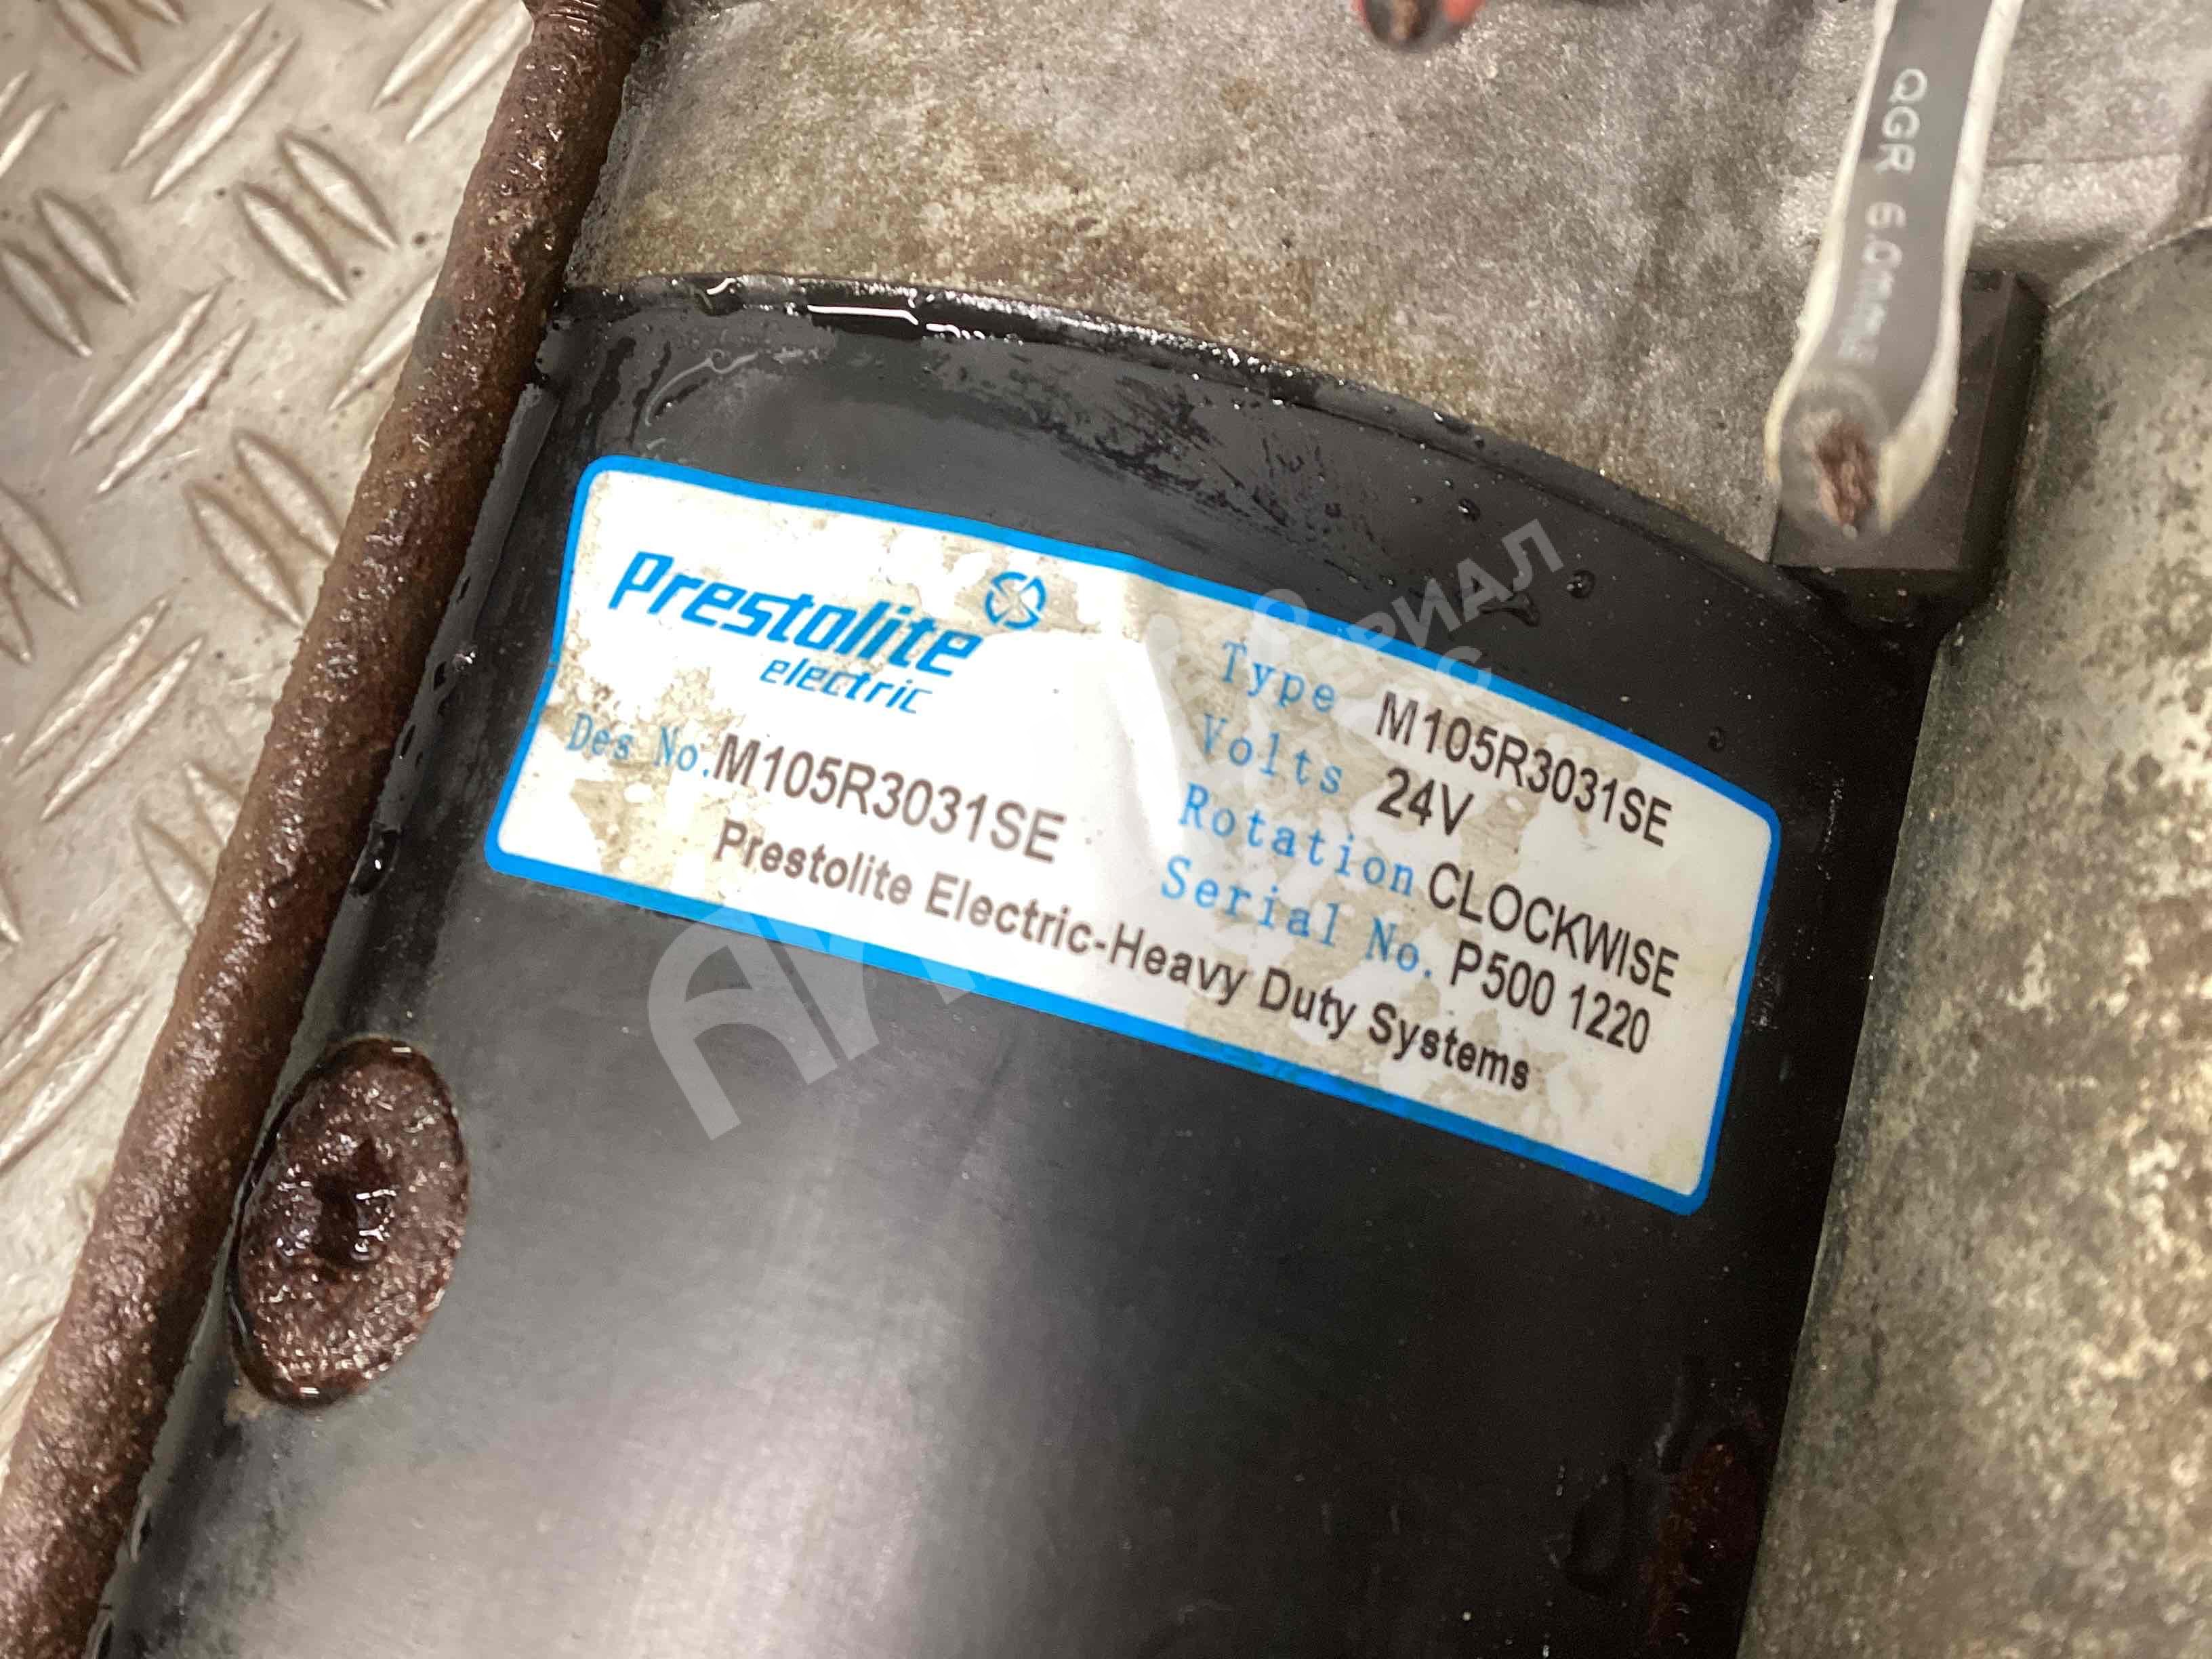 QGR 6.0
Prestolite
electric
Des No. M105R3031SE
Type M105R3031SE
Volts 24V
Rotation CLOCKWISE
Serial No. P500 1220
Prestolite Electric-Heavy Duty Systems